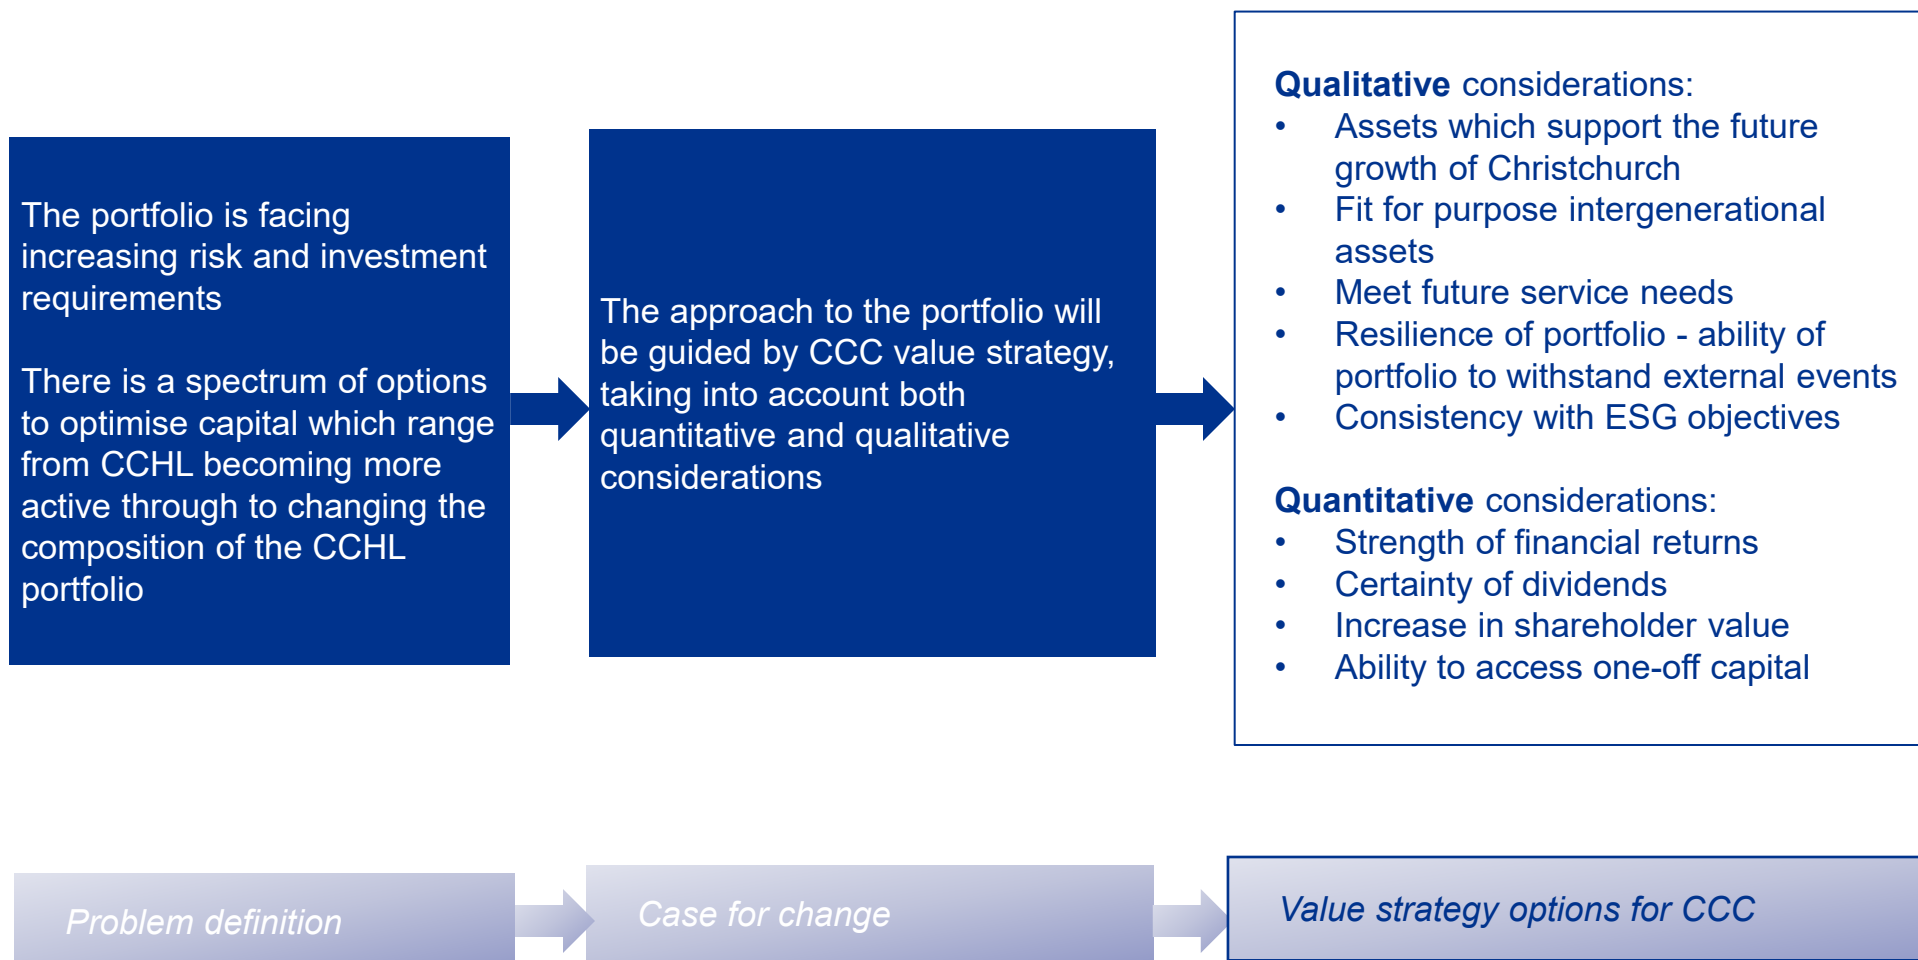 The portfolio is facing
increasing risk and investment
requirements
There is a spectrum of options
to optimise capital which range
from CCHL becoming more
active through to changing the
composition of the CCHL
portfolio
The approach to the portfolio will
be guided by CCC value strategy,
taking into account both
quantitative and qualitative
considerations
Qualitative considerations:
• Assets which support the future
growth of Christchurch
• Fit for purpose intergenerational
assets
• Meet future service needs
• Resilience of portfolio - ability of
portfolio to withstand external events
• Consistency with ESG objectives
Quantitative considerations:
• Strength of financial returns
• Certainty of dividends
• Increase in shareholder value
• Ability to access one-off capital
Problem definition
Case for change
Value strategy options for CCC